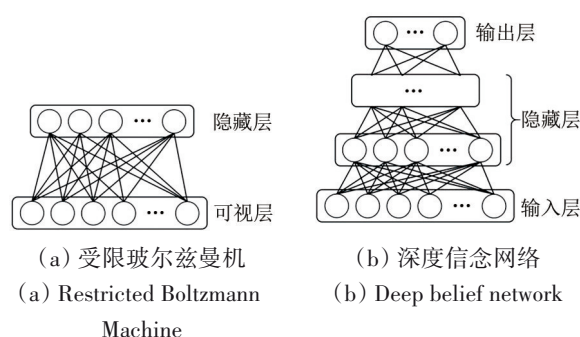 隐藏层
可视层
(a) 受限玻尔兹曼机
(a) Restricted Boltzmann
Machine
输出层
隐藏层
输入层
(b) 深度信念网络
(b) Deep belief network